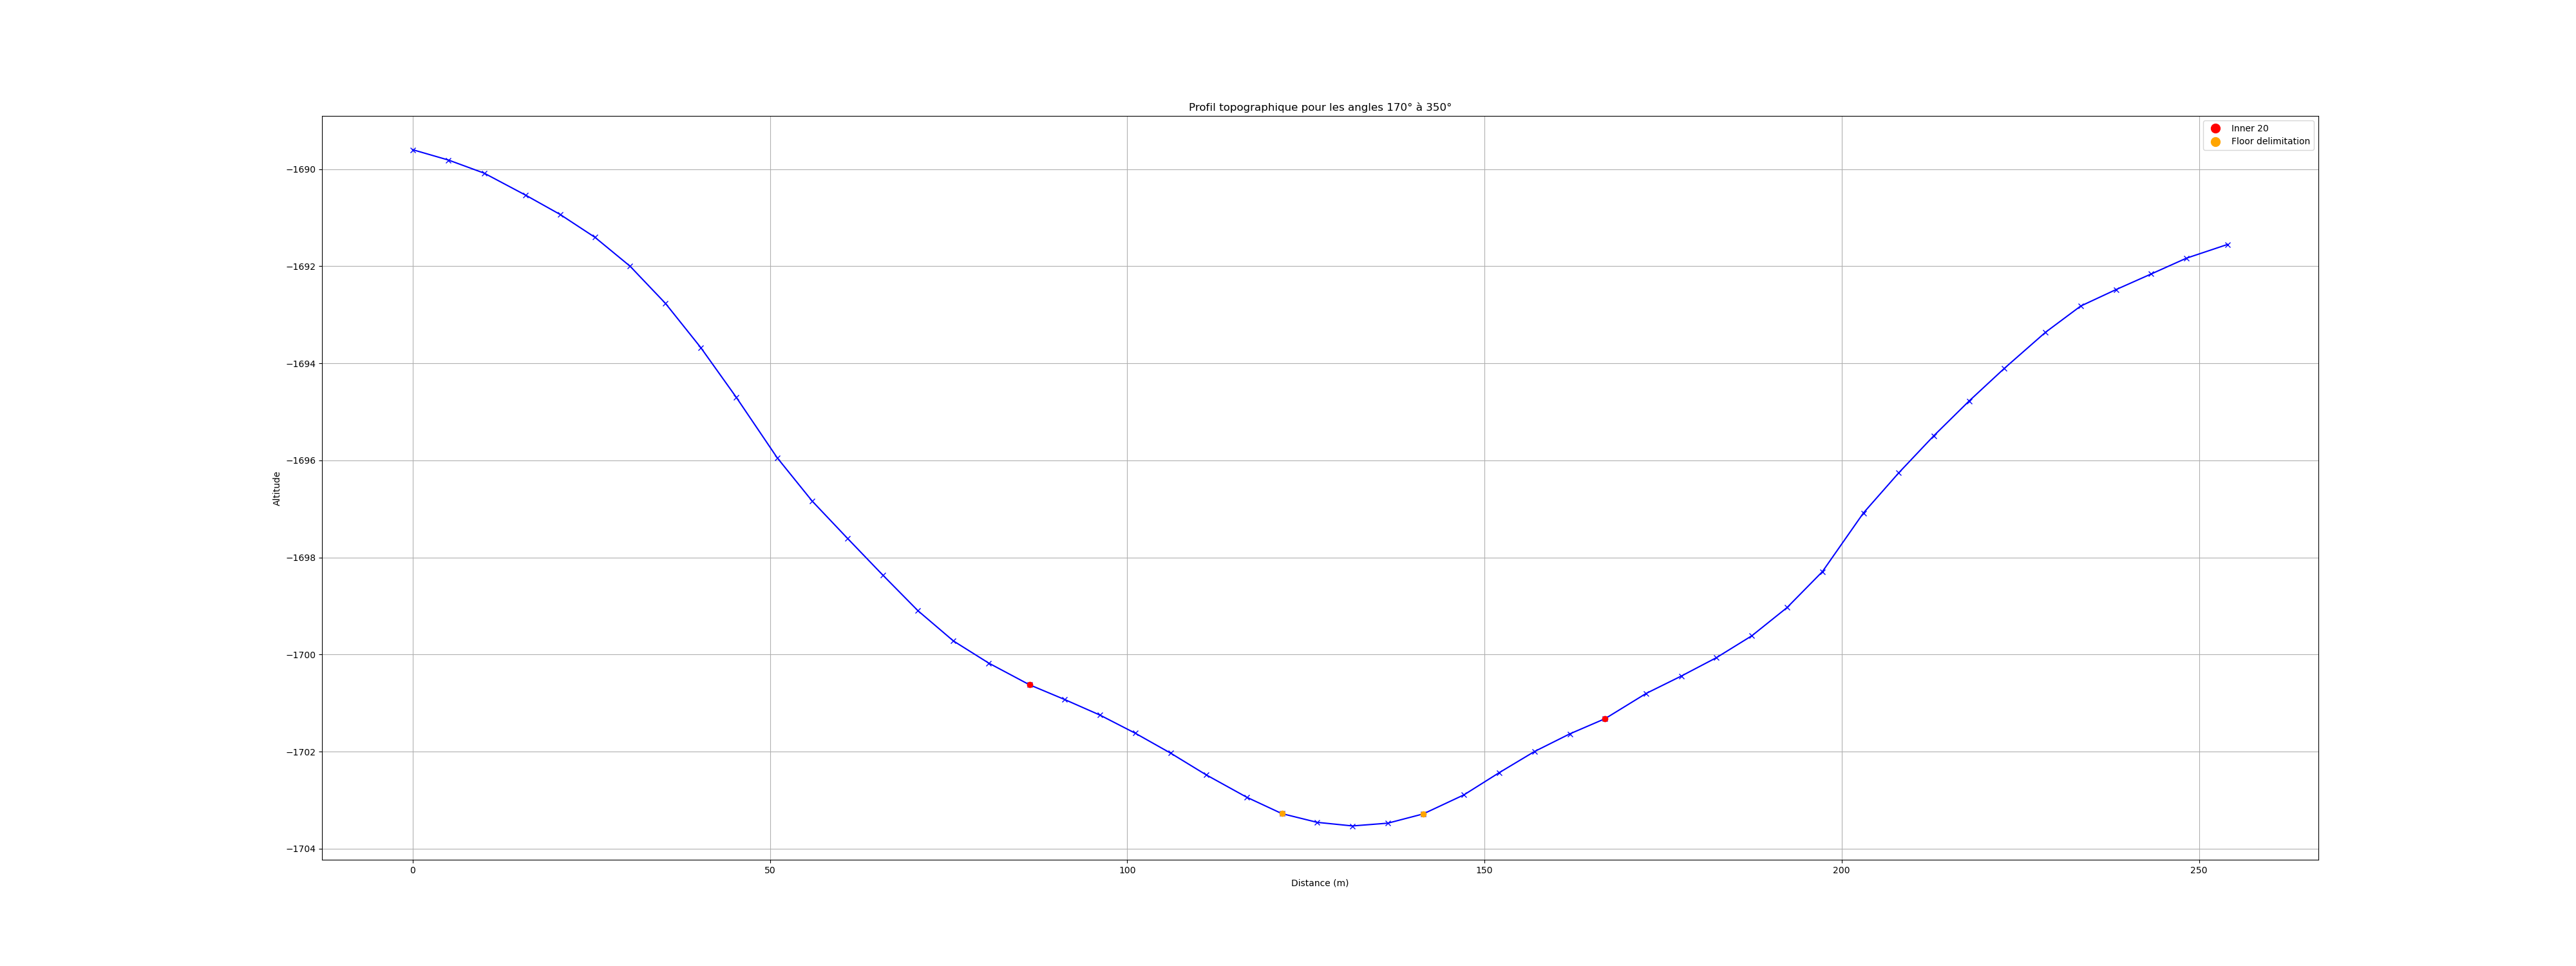 Profil topographique pour les angles 170° à 350°
Inner 20
Floor delimitation
−1690
−1692
−1694
−1696
−1698
−1700
−1702
−1704
Altitude
0 50 100 150 200 250
Distance (m)